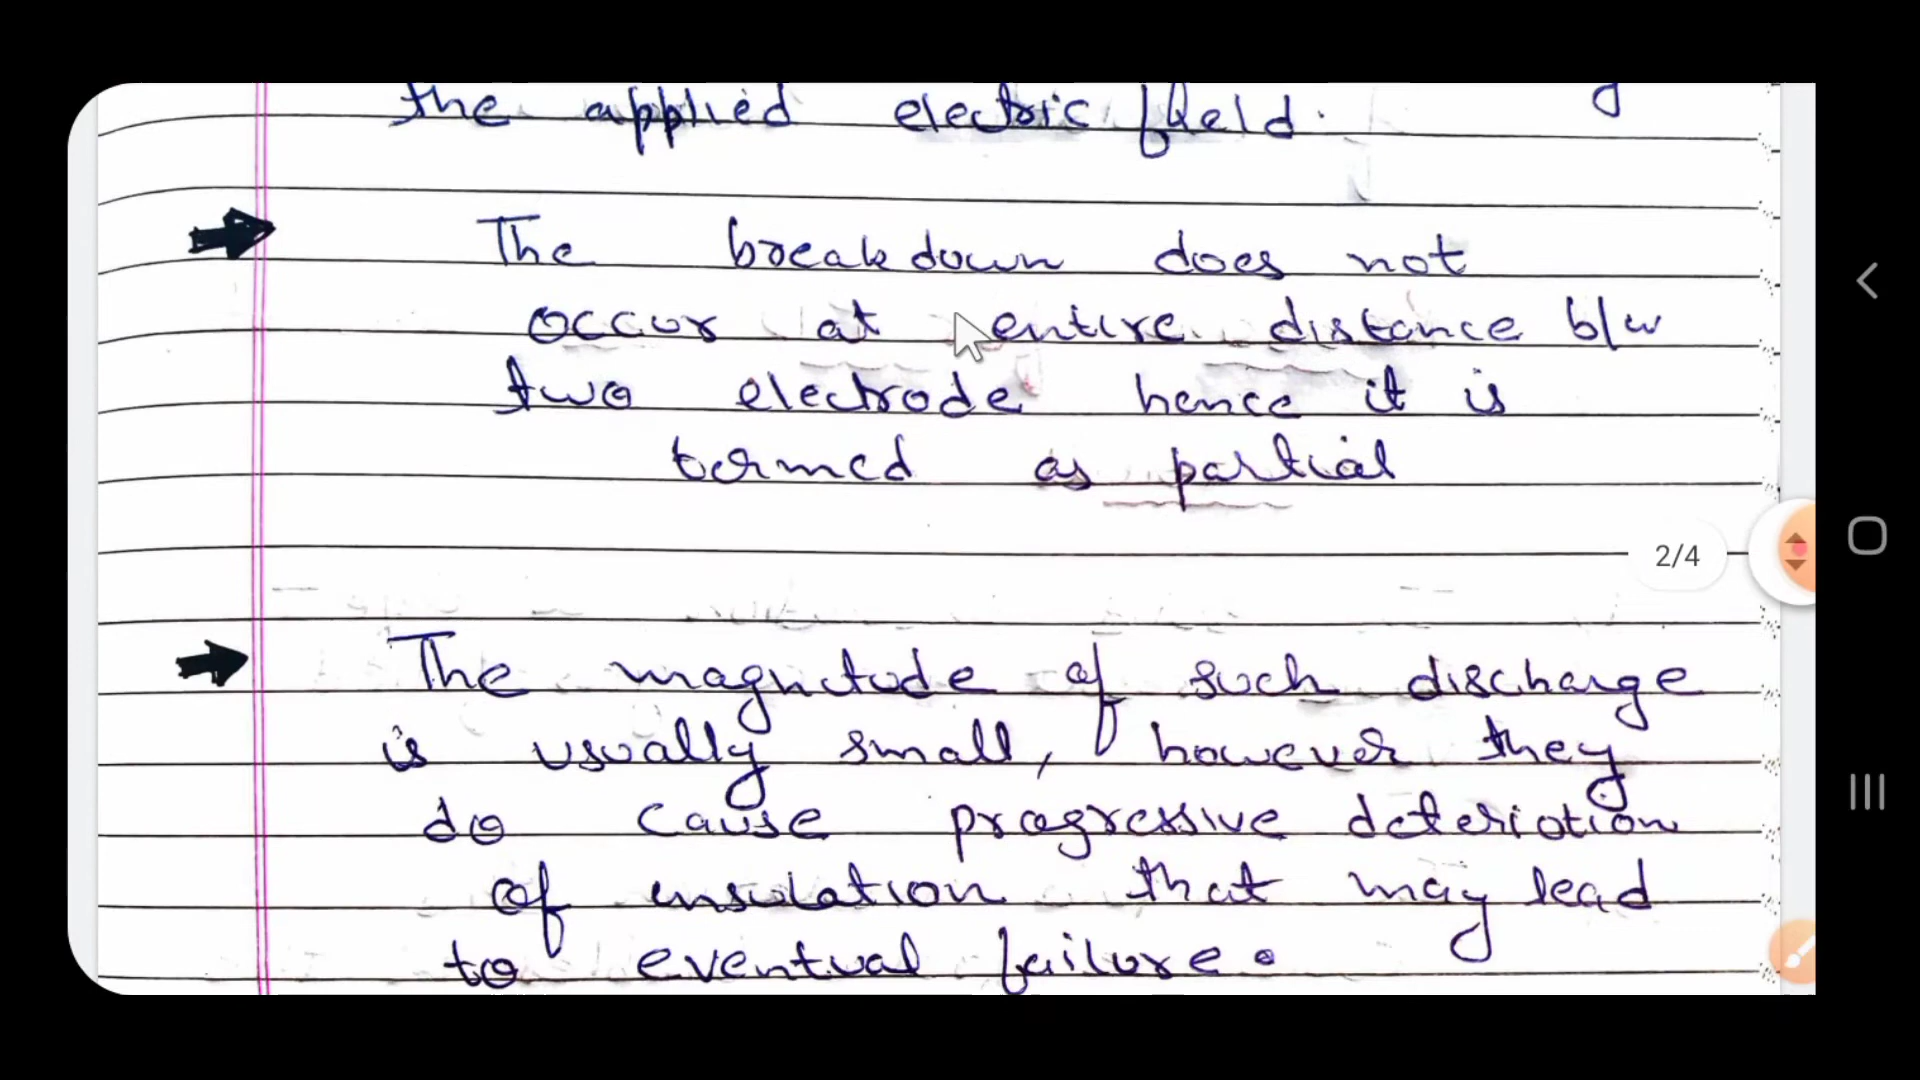 the applied electric field.
The breakdown does not
occur at entire distance b/w
two electrode hence it is
termed as partial
2/4
The magnitude of such discharge
is usually small, however they
do cause progressive deteriotion
of insulation that may lead
to eventual failure.